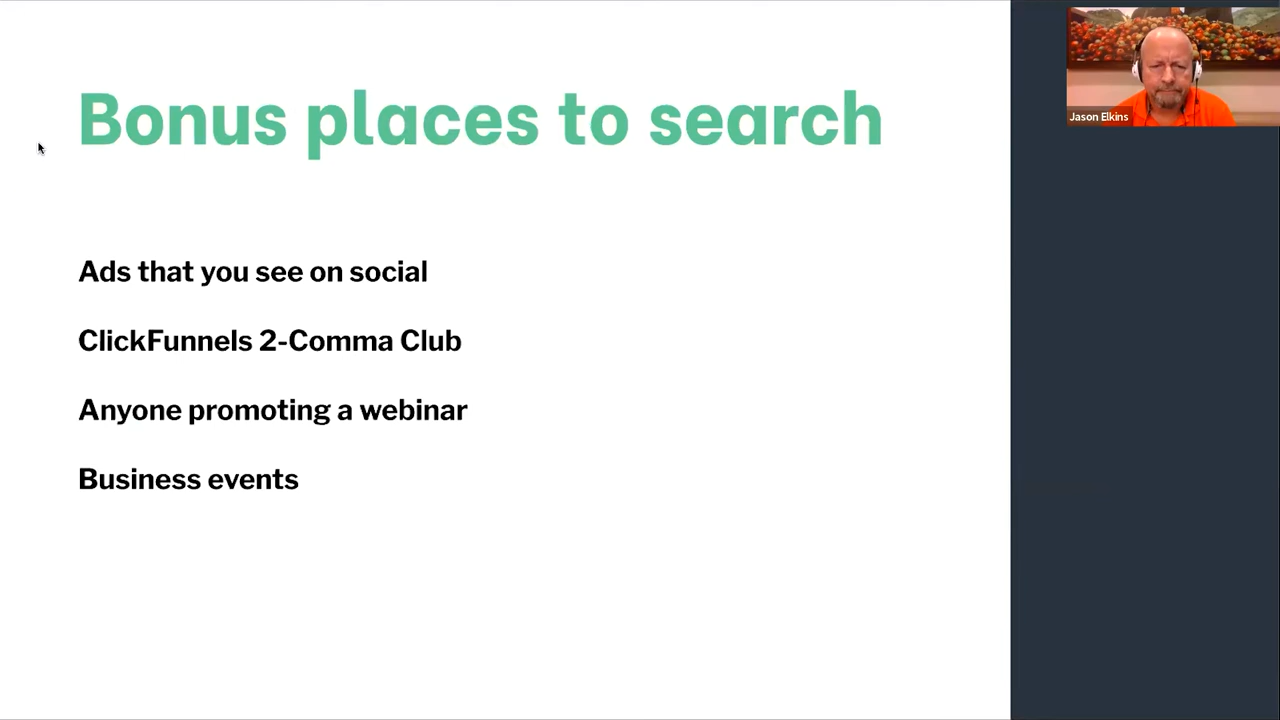 Bonus places to search
Jason Elkins
Ads that you see on social
ClickFunnels 2-Comma Club
Anyone promoting a webinar
Business events